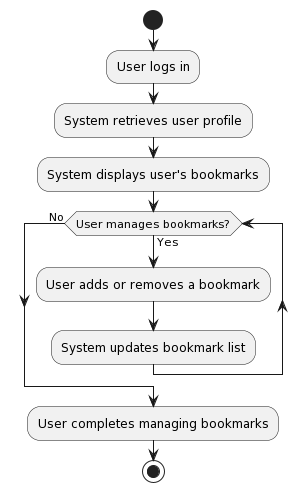 User logs in
System retrieves user profile
System displays user's bookmarks
No
User manages bookmarks?
Yes
User adds or removes a bookmark
System updates bookmark list
User completes managing bookmarks